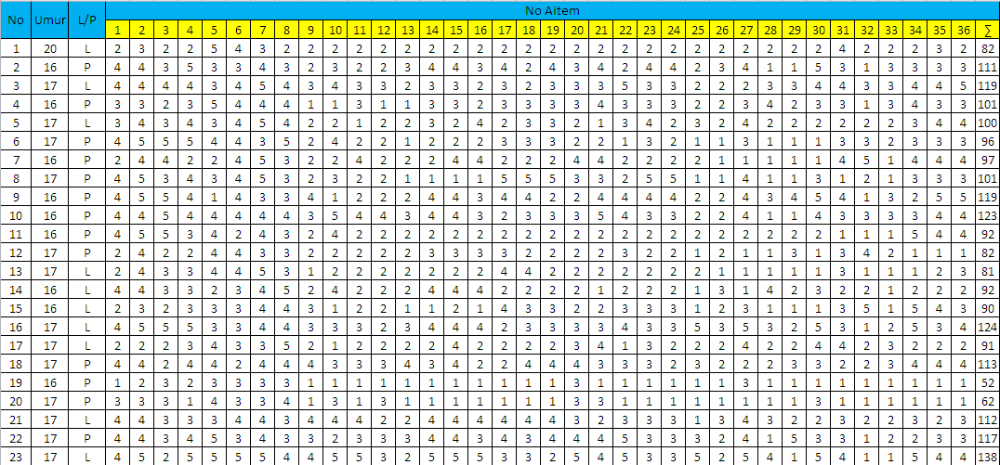 No Aitem
No Umur L/P
1 2 3 4 5 6 7 8 9 10 11 12 13 14 15 16 17 18 19 20 21 22 23 24 25 26 27 28 29 30 31 32 33 34 35 36 ∑
1 20 L 2 3 2 2 5 4 3 2 2 2 2 2 2 2 2 2 2 2 2 2 2 2 2 2 2 2 2 2 2 2 4 2 2 2 3 2 82
2 16 P 4 4 3 5 3 3 4 3 2 3 2 2 3 4 4 3 4 2 4 3 4 2 4 4 2 3 4 1 1 5 3 1 3 3 3 3 111
3 17 L 4 4 4 4 3 4 5 4 3 4 3 3 2 3 3 2 3 2 3 3 3 5 3 3 2 2 2 3 3 4 4 3 3 4 4 5 119
4 16 P 3 3 2 3 5 4 4 4 1 1 3 1 1 3 3 2 3 3 3 3 4 3 3 3 2 2 3 4 2 3 3 1 3 4 3 3 101
5 17 L 3 4 3 4 3 4 5 4 2 2 1 2 2 3 2 4 2 3 3 2 1 3 4 2 3 2 4 2 2 2 2 2 2 3 4 4 100
6 17 P 4 5 5 5 4 4 3 5 2 4 2 2 1 2 2 2 3 3 3 2 2 1 3 2 1 1 3 1 1 1 3 3 2 3 3 3 96
7 16 P 2 4 4 2 2 4 5 3 2 2 4 2 2 2 4 4 2 2 2 4 4 2 2 2 2 1 1 1 1 1 4 5 1 4 4 4 97
8 17 P 4 5 3 4 3 4 5 3 2 3 2 2 1 1 1 1 5 5 5 3 3 2 5 5 1 1 4 1 1 3 1 2 1 3 3 3 101
9 16 P 4 5 5 4 1 4 3 3 4 1 2 2 2 4 4 3 4 4 2 2 4 4 4 4 2 2 4 3 4 5 4 1 3 2 5 5 119
10 16 P 4 4 5 4 4 4 4 4 3 5 4 4 3 4 4 3 2 3 3 3 5 4 3 3 2 2 4 1 1 4 3 3 3 3 4 4 123
11 16 P 4 5 5 3 4 2 4 3 2 4 2 2 2 2 2 2 2 2 2 2 2 2 2 2 2 2 2 2 2 2 1 1 1 5 4 4 92
12 17 P 2 4 2 2 4 4 3 3 2 2 2 2 2 3 3 3 3 2 2 2 2 3 2 2 1 2 1 1 3 1 3 4 2 1 1 1 82
13 17 L 2 4 3 3 4 4 5 3 1 2 2 2 2 2 2 2 4 4 2 2 2 2 2 2 2 1 1 1 1 1 3 1 1 1 2 3 81
14 16 L 4 4 3 3 2 3 4 5 2 4 2 2 2 4 4 4 2 2 2 2 1 2 2 2 1 3 1 4 2 3 2 2 1 2 2 2 92
15 16 L 2 3 2 3 3 3 4 4 3 1 2 2 1 1 2 1 4 3 3 2 2 3 3 3 1 2 3 1 1 1 3 5 1 5 4 3 90
16 17 L 4 5 5 5 3 3 4 4 3 3 3 2 3 4 4 4 2 3 3 3 3 4 3 3 5 3 5 3 2 5 3 1 2 5 3 4 124
17 17 L 2 2 2 3 4 3 3 5 2 1 2 2 2 2 4 2 2 2 2 3 4 1 3 2 2 2 4 2 2 4 4 2 3 2 2 2 91
18 17 P 4 4 2 4 4 2 4 4 4 3 3 3 4 3 4 2 2 4 4 4 3 3 3 2 3 2 2 2 3 3 2 2 3 4 4 4 113
19 16 P 1 2 3 2 3 3 3 3 1 1 1 1 1 1 1 1 1 1 1 3 1 1 1 1 1 1 3 1 1 1 1 1 1 1 1 1 52
20 17 P 3 3 3 1 4 3 3 4 1 3 1 3 1 1 1 1 1 1 1 3 3 1 1 1 1 1 1 1 1 3 1 1 1 1 1 1 62
21 17 L 4 4 3 3 3 4 4 3 4 4 2 3 3 4 4 4 4 4 4 2 2 3 3 3 1 3 4 3 2 2 3 2 2 3 2 3 112
22 17 P 4 4 3 4 5 3 4 3 3 2 3 3 3 4 4 3 4 4 3 4 4 5 3 3 3 2 4 1 5 3 3 1 2 2 3 3 117
23 17 L 4 5 2 5 5 5 5 4 4 5 5 3 2 5 5 5 3 3 2 5 4 5 3 3 5 2 5 4 1 5 4 1 1 5 4 4 138